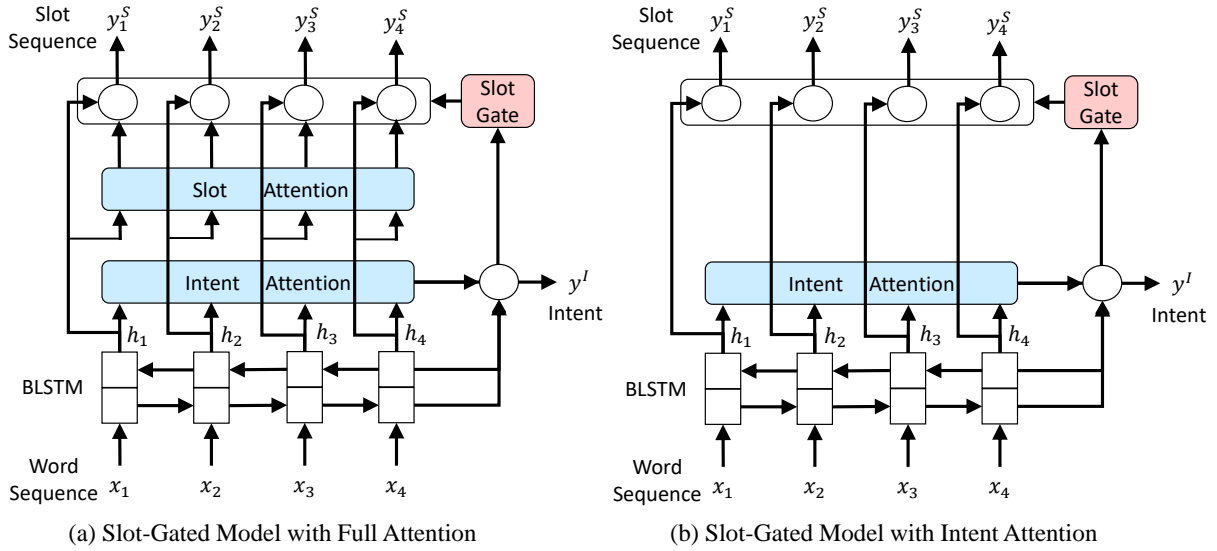 Slot
Sequence
y_1^S y_2^S y_3^S y_4^S
Slot
Gate
Slot Attention
Intent Attention
y^I
Intent
h_1 h_2 h_3 h_4
BLSTM
Word
Sequence
x_1 x_2 x_3 x_4
(a) Slot-Gated Model with Full Attention
Slot
Sequence
y_1^S y_2^S y_3^S y_4^S
Slot
Gate
Intent Attention
y^I
Intent
h_1 h_2 h_3 h_4
BLSTM
Word
Sequence
x_1 x_2 x_3 x_4
(b) Slot-Gated Model with Intent Attention